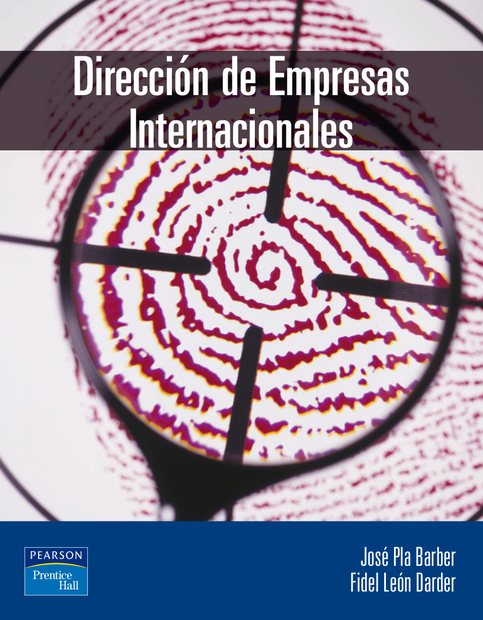 Dirección de Empresas
Internacionales
José Pla Barber
Fidel León Darder
PEARSON
Prentice
Hall